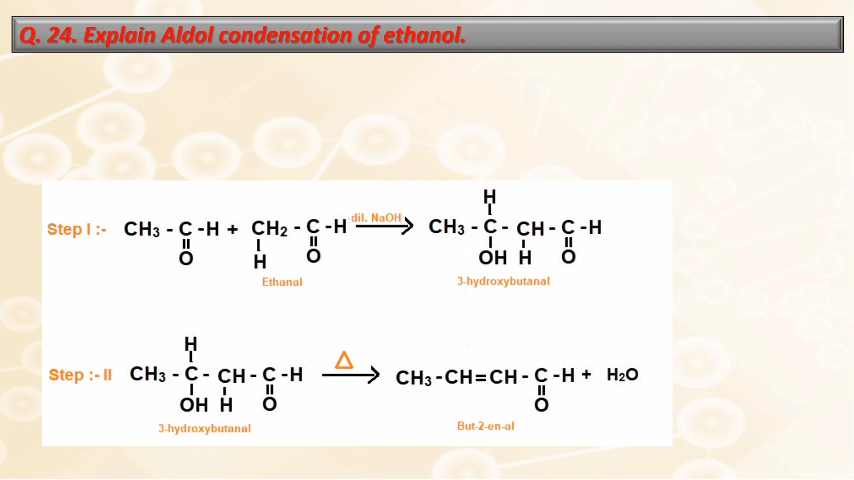 Q. 24. Explain Aldol condensation of ethanol.
H
Step I :- CH₃ - C -H + CH₂ - C -H dil. NaOH CH₃ - C - CH - C -H
O H O OH H O
Ethanal 3-hydroxybutanal
H
Step :- II CH₃ - C - CH - C -H Δ CH₃ -CH=CH - C -H + H₂O
OH H O O
3-hydroxybutanal But-2-en-al